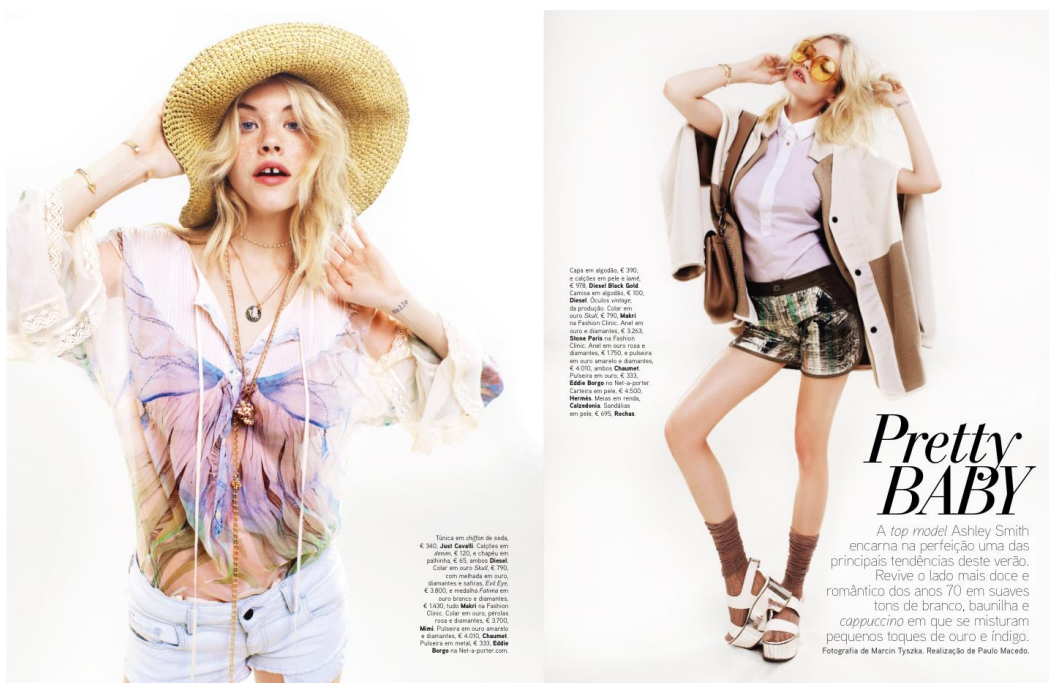 Nalle
Túnica em chiffon de seda,
€ 340, Just Cavalli. Calções em
denim, € 120, e chapéu em
palhinha, € 65, ambos Diesel.
Colar em ouro Skull, € 790,
com melhada em ouro,
diamantes e safiras, Evil Eye,
€ 3.800, e medalha Fatima em
ouro branco e diamantes,
€ 1.430, tudo Makri na Fashion
Clinic. Colar em ouro, pérolas
rosa e diamantes, € 3.700,
Mimi. Pulseira em ouro amarelo
e diamantes, € 4.010, Chaumet.
Pulseira em metal, € 333, Eddie
Borgo na Net-a-porter.com.
Capa em algodão, € 390,
e calções em pele e lamé,
€ 978, Diesel Black Gold.
Camisa em algodão, € 100,
Diesel. Óculos vintage,
da produção. Colar em
ouro Skull, € 790, Makri
na Fashion Clinic. Anel em
ouro e diamantes, € 3.263,
Stone Paris na Fashion
Clinic. Anel em ouro rosa e
diamantes, € 1.750, e pulseira
em ouro amarelo e diamantes,
€ 4.010, ambos Chaumet.
Pulseira em ouro, € 333,
Eddie Borgo no Net-a-porter.
Carteira em pele, € 4.500,
Hermès. Meias em renda,
Calzedonia. Sandálias
em pele, € 695, Rochas.
Pretty
BABY
A top model Ashley Smith
encarna na perfeição uma das
principais tendências deste verão.
Revive o lado mais doce e
romântico dos anos 70 em suaves
tons de branco, baunilha e
cappuccino em que se misturam
pequenos toques de ouro e índigo.
Fotografia de Marcin Tyszka. Realização de Paulo Macedo.